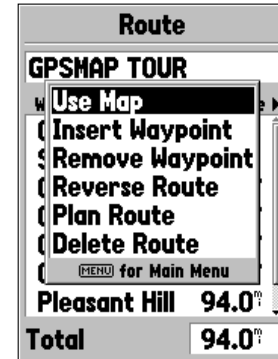 Route
GPSMAP TOUR
Use Map
Insert Waypoint
Remove Waypoint
Reverse Route
Plan Route
Delete Route
MENU for Main Menu
Pleasant Hill 94.0
Total 94.0